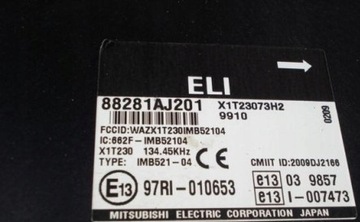 ELI
88281AJ201 X1T23073H2
9910
6020
FCCID:WAZX1T230IMB52104
IC:662F-IMB52104
X1T230 134.45KHz
TYPE: IMB521-04 CE CMIIT ID:2009DJ2166
E13 97RI-010653 e13 03 9857
e13 I-007473
MITSUBISHI ELECTRIC CORPORATION JAPAN